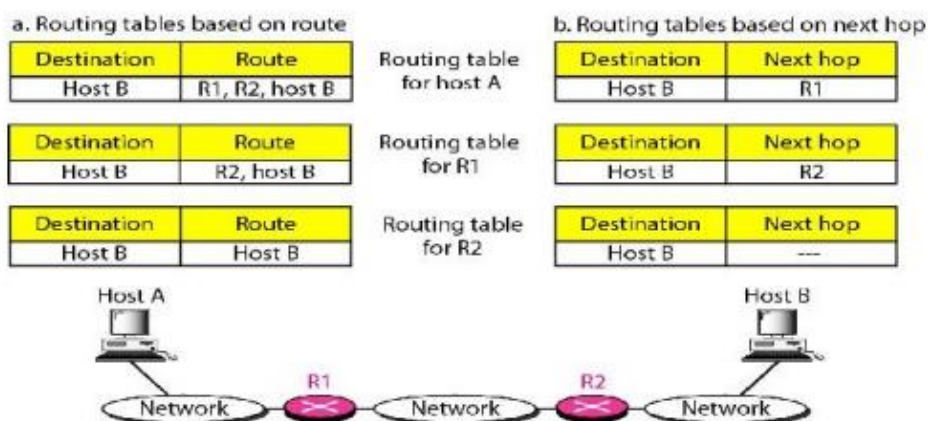 a. Routing tables based on route
b. Routing tables based on next hop
Destination Route
Host B R1, R2, host B
Routing table
for host A
Destination Next hop
Host B R1
Destination Route
Host B R2, host B
Routing table
for R1
Destination Next hop
Host B R2
Destination Route
Host B Host B
Routing table
for R2
Destination Next hop
Host B ---
Host A
Host B
R1
R2
Network
Network
Network